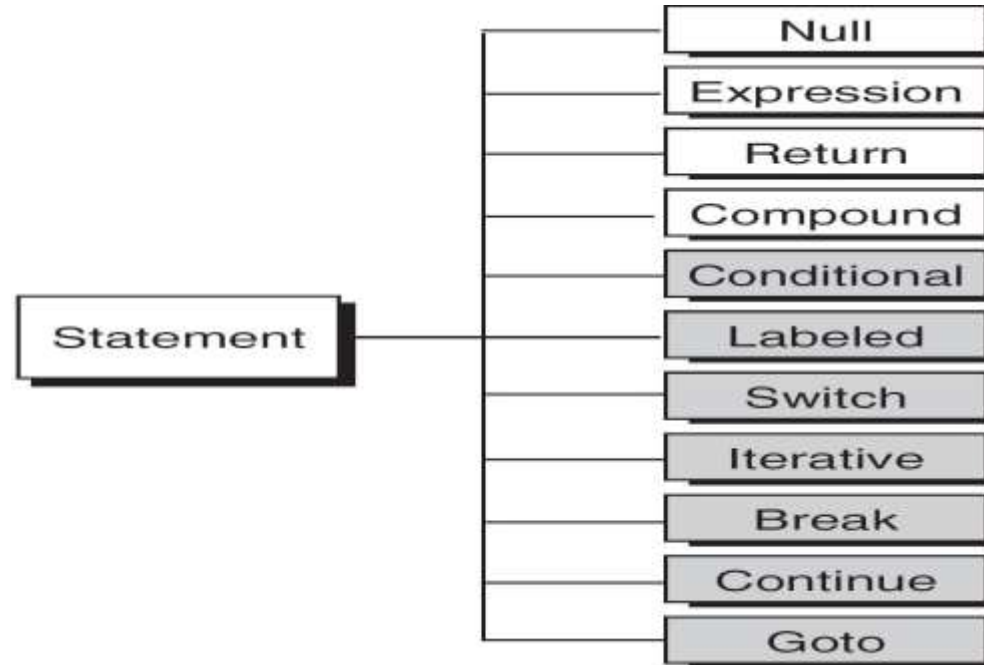 Null
Expression
Return
Compound
Conditional
Statement
Labeled
Switch
Iterative
Break
Continue
Goto